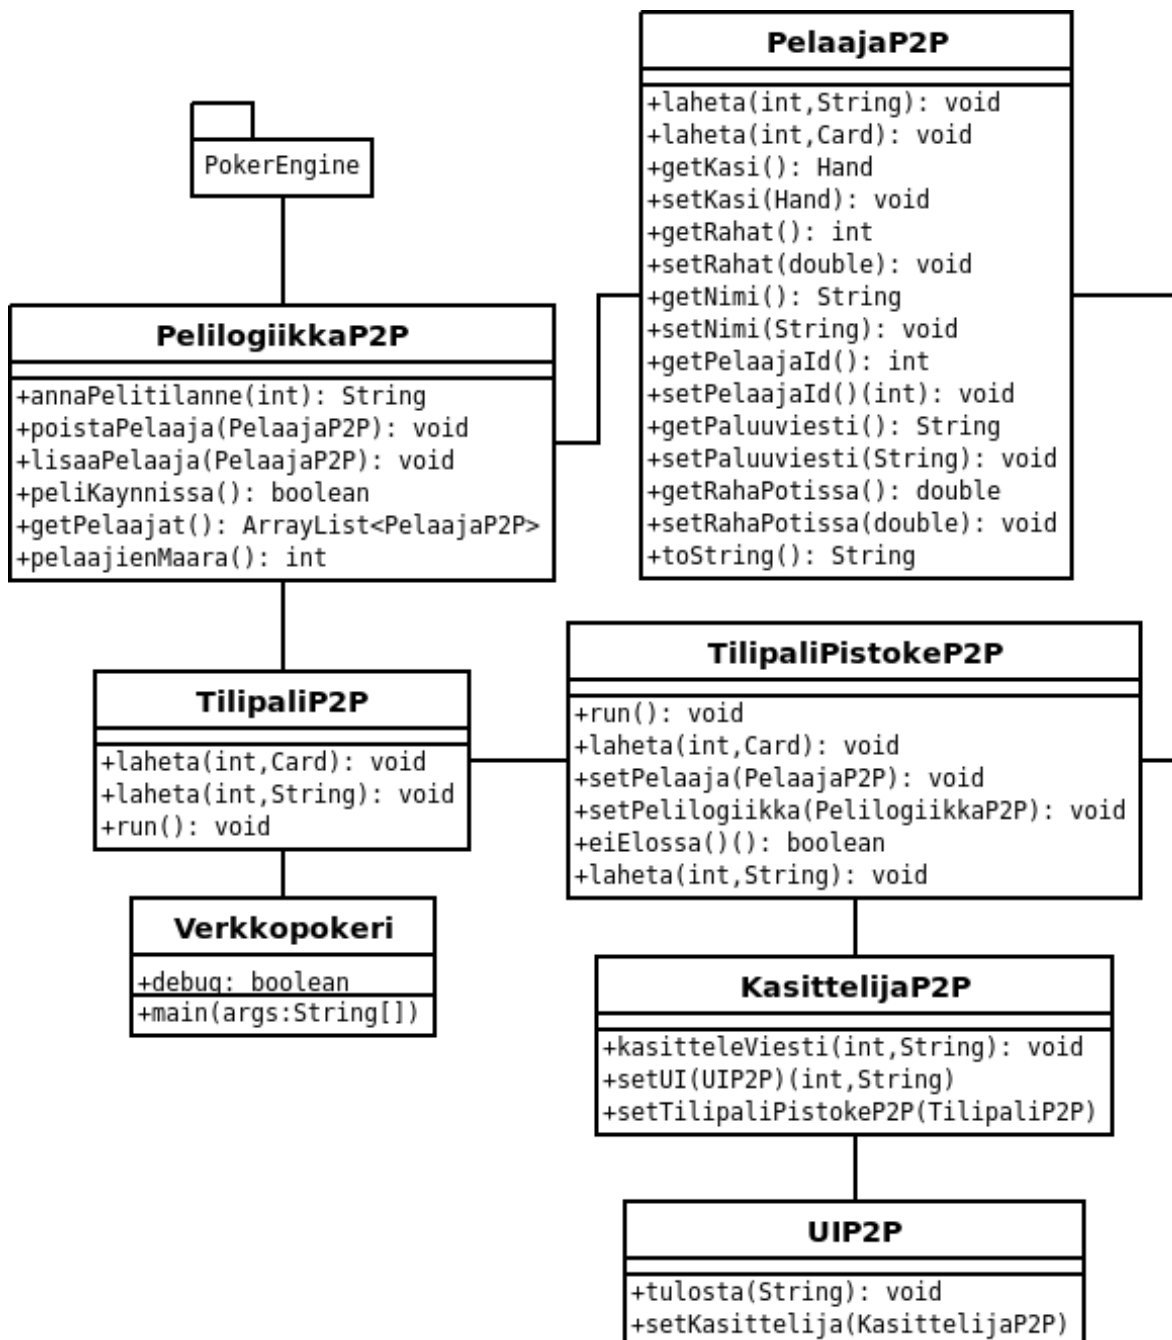 PelaajaP2P
+laheta(int,String): void
+laheta(int,Card): void
+getKasi(): Hand
+setKasi(Hand): void
+getRahat(): int
+setRahat(double): void
+getNimi(): String
+setNimi(String): void
+getPelaajaId(): int
+setPelaajaId()(int): void
+getPaluuviesti(): String
+setPaluuviesti(String): void
+getRahaPotissa(): double
+setRahaPotissa(double): void
+toString(): String
PokerEngine
PelilogiikkaP2P
+annaPelitilanne(int): String
+poistaPelaaja(PelaajaP2P): void
+lisaaPelaaja(PelaajaP2P): void
+peliKaynnissa(): boolean
+getPelaajat(): ArrayList<PelaajaP2P>
+pelaajienMaara(): int
TilipaliP2P
+laheta(int,Card): void
+laheta(int,String): void
+run(): void
TilipaliPistokeP2P
+run(): void
+laheta(int,Card): void
+setPelaaja(PelaajaP2P): void
+setPelilogiikka(PelilogiikkaP2P): void
+eiElossa()(): boolean
+laheta(int,String): void
Verkkopokeri
+debug: boolean
+main(args:String[])
KasittelijaP2P
+kasitteleViesti(int,String): void
+setUI(UIP2P)(int,String)
+setTilipaliPistokeP2P(TilipaliP2P)
UIP2P
+tulosta(String): void
+setKasittelija(KasittelijaP2P)